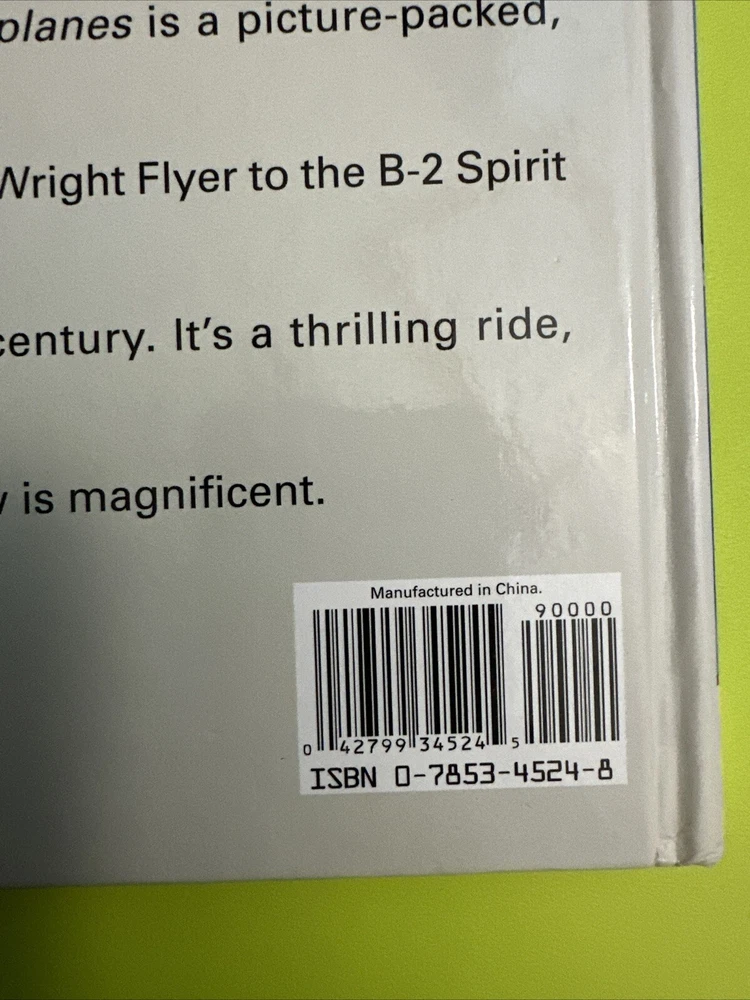 planes is a picture-packed,
Wright Flyer to the B-2 Spirit
century. It's a thrilling ride,
is magnificent.
Manufactured in China.
90000
0 42799 34524 5
ISBN 0-7853-4524-8